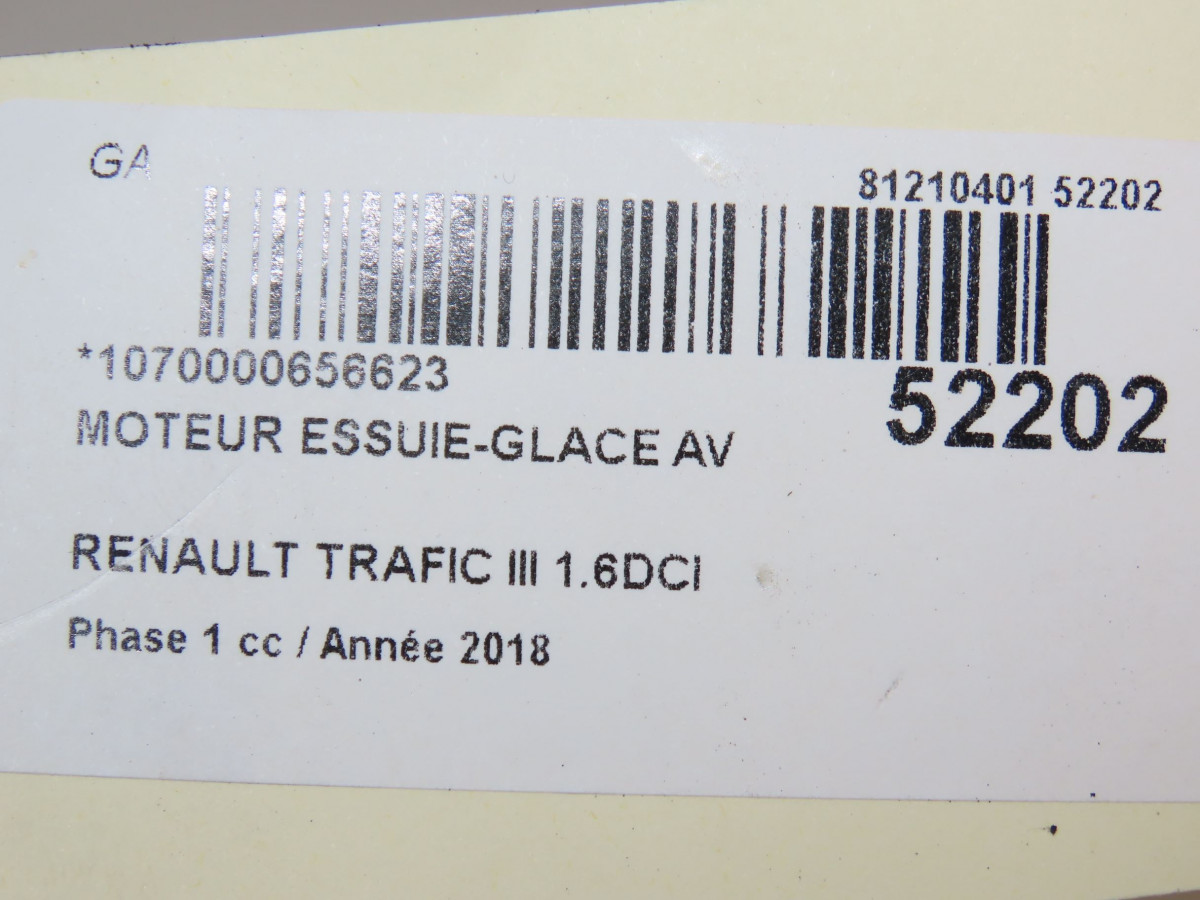 GA
81210401 52202
*1070000656623
52202
MOTEUR ESSUIE-GLACE AV
RENAULT TRAFIC III 1.6DCI
Phase 1 cc / Année 2018